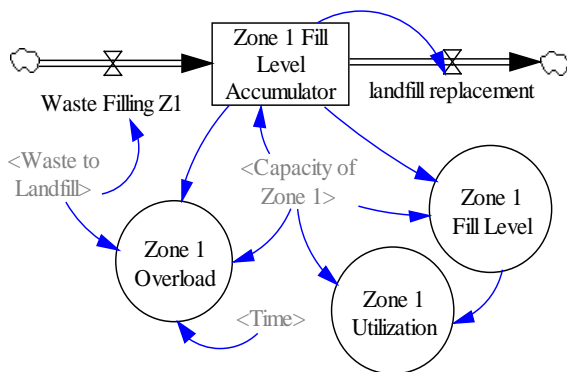 Zone 1 Fill
Level
Accumulator
Waste Filling Z1
landfill replacement
<Waste to
Landfill>
<Capacity of
Zone 1>
Zone 1
Fill Level
Zone 1
Overload
<Time>
Zone 1
Utilization